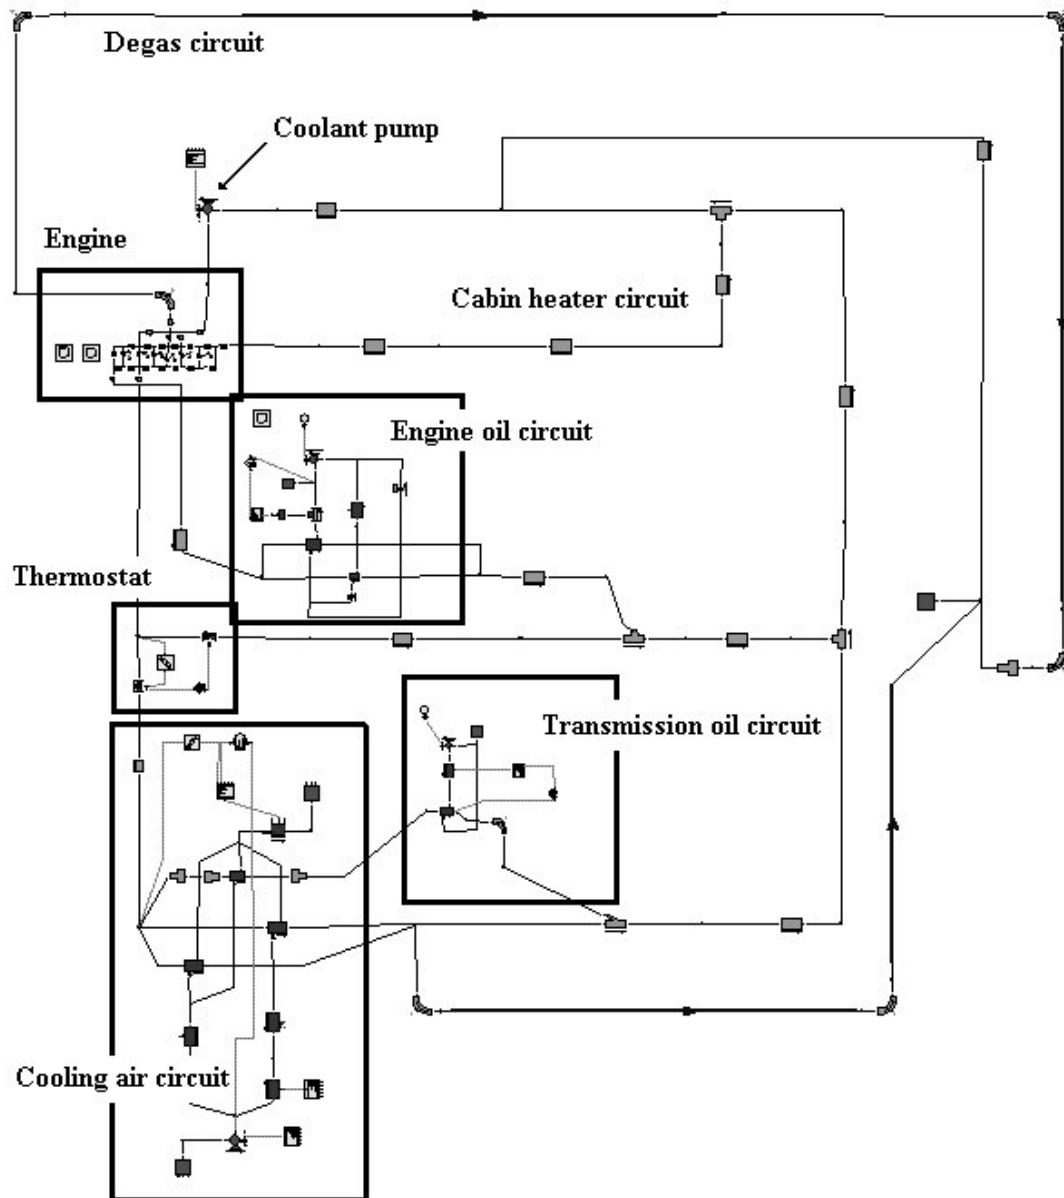 Degas circuit
Coolant pump
Engine
Cabin heater circuit
Engine oil circuit
Thermostat
Transmission oil circuit
Cooling air circuit